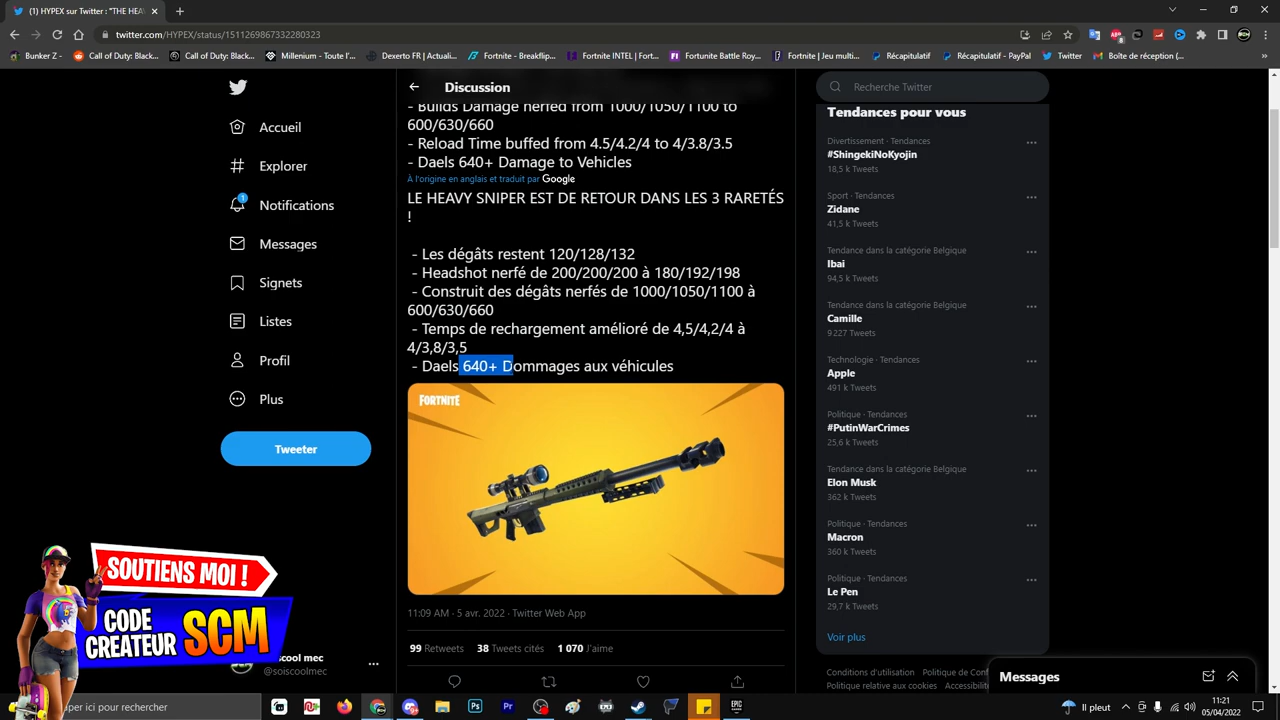 (1) HYPEX sur Twitter : "THE HEA
twitter.com/HYPEX/status/1511269867332280323
Bunker Z - Bord
Call of Duty: Black...
Call of Duty: Black...
Millenium - Toute l'...
Dexerto FR | Actuali...
Fortnite - Breakflip...
Fortnite INTEL | Fort...
Fortunite Battle Roy...
Fortnite | Jeu-monit...
Récapitulatif
Récapitulatif - PayPal
Twitter
Boîte de réception (...
Accueil
Explorer
1
Notifications
Messages
Signets
Listes
Profil
Plus
Tweeter
Discussion
- Builds Damage nerfed from 1000/1050/1100 to
600/630/660
- Reload Time buffed from 4.5/4.2/4 to 4/3.8/3.5
- Daels 640+ Damage to Vehicles
À l'origine en anglais et traduit par Google
LE HEAVY SNIPER EST DE RETOUR DANS LES 3 RARETÉS
!
- Les dégâts restent 120/128/132
- Headshot nerfé de 200/200/200 à 180/192/198
- Construit des dégâts nerfés de 1000/1050/1100 à
600/630/660
- Temps de rechargement amélioré de 4,5/4,2/4 à
4/3,8/3,5
- Daels 640+ Dommages aux véhicules
FORTNITE
11:09 AM · 5 avr. 2022 · Twitter Web App
99 Retweets 38 Tweets cités 1 070 J'aime
Recherche Twitter
Tendances pour vous
Divertissement · Tendances
#ShingekiNoKyojin
18,5 k Tweets
Sport · Tendances
Zidane
41,5 k Tweets
Tendance dans la catégorie Belgique
Ibai
94,5 k Tweets
Tendance dans la catégorie Belgique
Camille
9 227 Tweets
Technologie · Tendances
Apple
491 k Tweets
Politique · Tendances
#PutinWarCrimes
25,6 k Tweets
Tendance dans la catégorie Belgique
Elon Musk
362 k Tweets
Politique · Tendances
Macron
360 k Tweets
Politique · Tendances
Le Pen
29,7 k Tweets
Voir plus
Conditions d'utilisation Politique de Conf
Politique relative aux cookies Accessibilit
Messages
SOUTIENS MOI !
CODE
CREATEUR SCM
scool mec
@soiscoolmec
per ici pour rechercher
Il pleut
11:21
05/04/2022